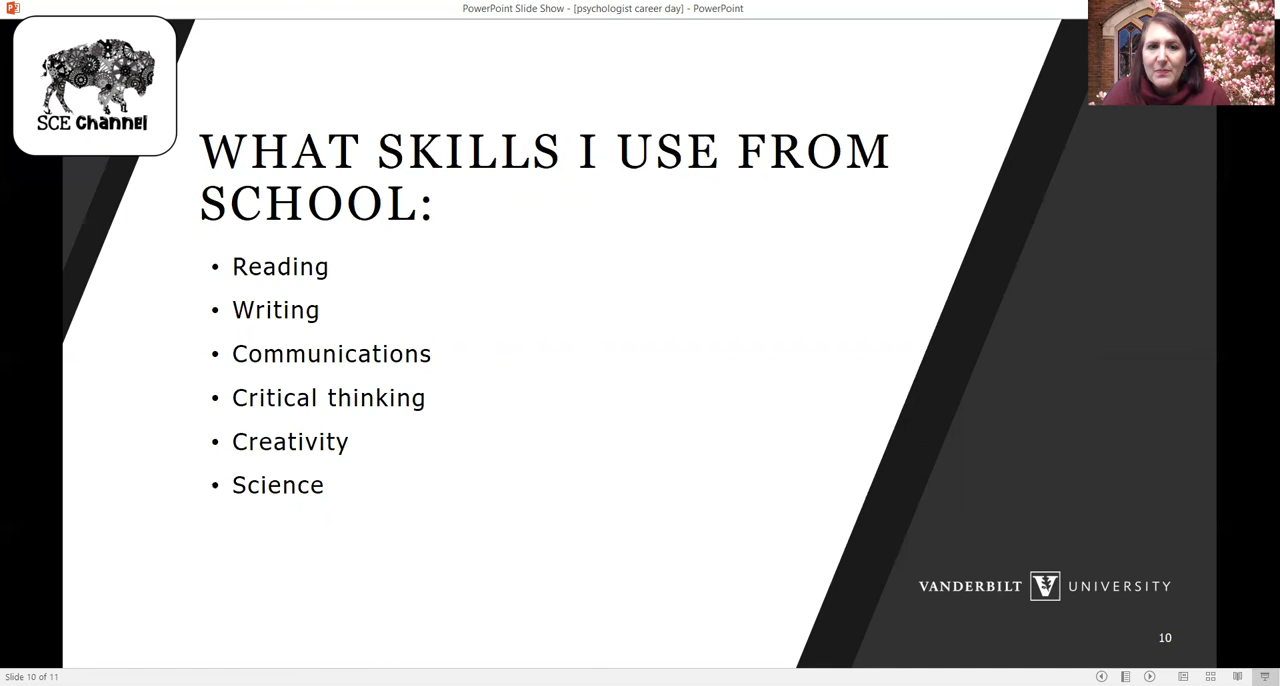 PowerPoint Slide Show - [psychologist career day] - PowerPoint
SCE Channel
WHAT SKILLS I USE FROM
SCHOOL:
• Reading
• Writing
• Communications
• Critical thinking
• Creativity
• Science
VANDERBILT V UNIVERSITY
10
Slide 10 of 11